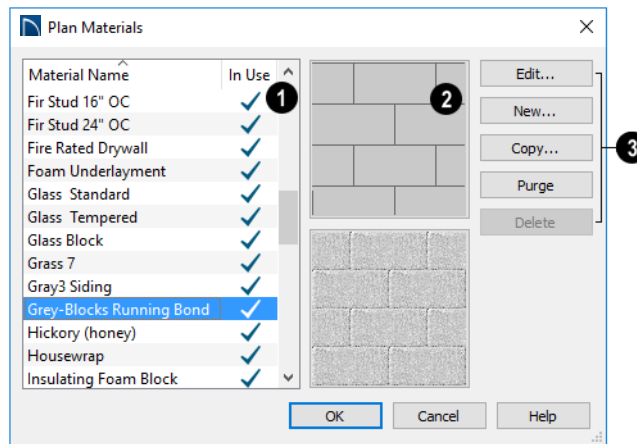 Plan Materials
Material Name In Use
Fir Stud 16" OC
Fir Stud 24" OC
Fire Rated Drywall
Foam Underlayment
Glass Standard
Glass Tempered
Glass Block
Grass 7
Gray3 Siding
Grey-Blocks Running Bond
Hickory (honey)
Housewrap
Insulating Foam Block
1
2
Edit...
New...
Copy...
Purge
Delete
3
OK Cancel Help